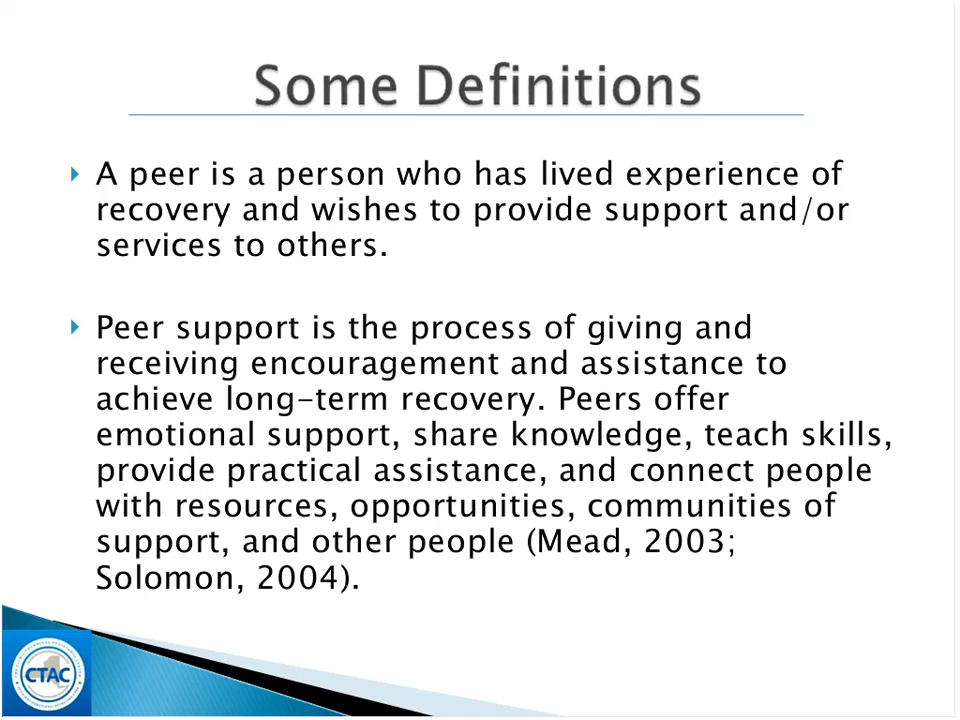 Some Definitions
A peer is a person who has lived experience of
recovery and wishes to provide support and/or
services to others.
Peer support is the process of giving and
receiving encouragement and assistance to
achieve long-term recovery. Peers offer
emotional support, share knowledge, teach skills,
provide practical assistance, and connect people
with resources, opportunities, communities of
support, and other people (Mead, 2003;
Solomon, 2004).
CTAC